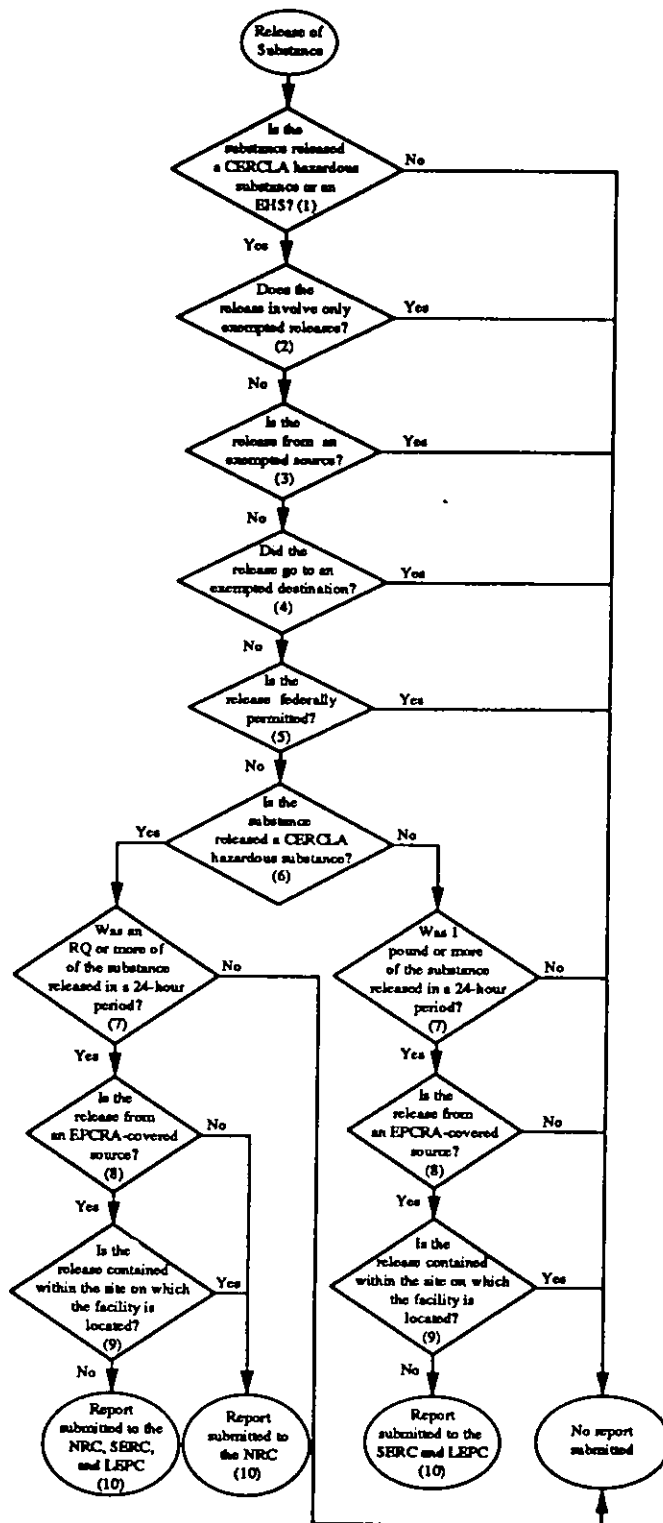 Release of
Substance
Is the
substance released
a CERCLA hazardous
substance or an
EHS? (1)
No
Yes
Does the
release involve only
exempted releases?
(2)
Yes
No
Is the
release from an
exempted source?
(3)
Yes
No
Did the
release go to an
exempted destination?
(4)
Yes
No
Is the
release federally
permitted?
(5)
Yes
No
Is the
substance
released a CERCLA
hazardous substance?
(6)
Yes
No
Was an
RQ or more of
of the substance
released in a 24-hour
period?
(7)
No
Was 1
pound or more
of the substance
released in a 24-hour
period?
(7)
No
Yes
Yes
Is the
release from
an EPCRA-covered
source?
(8)
No
Is the
release from
an EPCRA-covered
source?
(8)
No
Yes
Yes
Is the
release contained
within the site on which
the facility is
located?
(9)
Yes
Is the
release contained
within the site on which
the facility is
located?
(9)
Yes
No
No
Report
submitted to the
NRC, SERC,
and LEPC
(10)
Report
submitted to
the NRC
(10)
Report
submitted to the
SERC and LEPC
(10)
No report
submitted